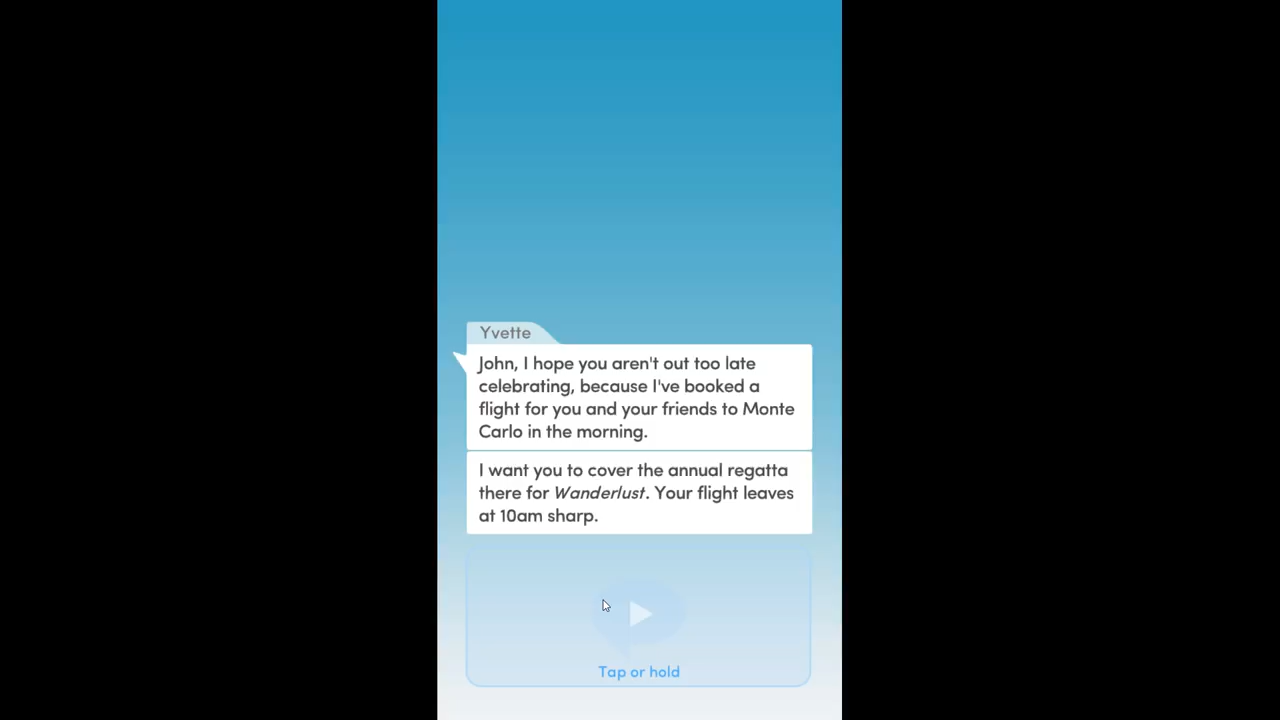 Yvette
John, I hope you aren't out too late
celebrating, because I've booked a
flight for you and your friends to Monte
Carlo in the morning.
I want you to cover the annual regatta
there for Wanderlust. Your flight leaves
at 10am sharp.
Tap or hold